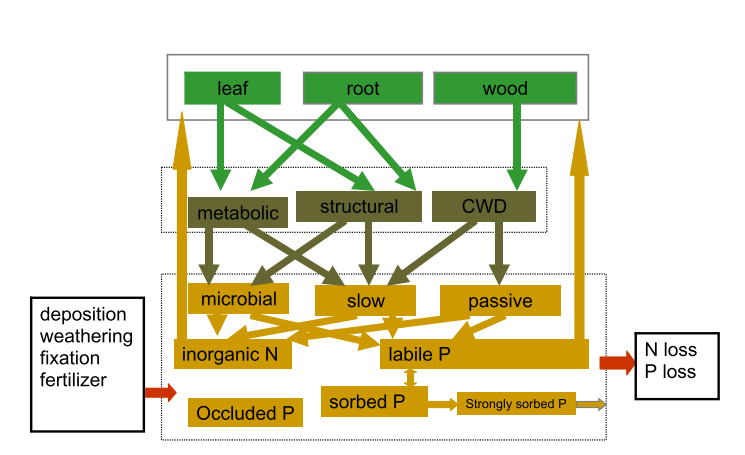 leaf
root
wood
metabolic
structural
CWD
microbial
slow
passive
inorganic N
labile P
Occluded P
sorbed P
Strongly sorbed P
deposition
weathering
fixation
fertilizer
N loss
P loss